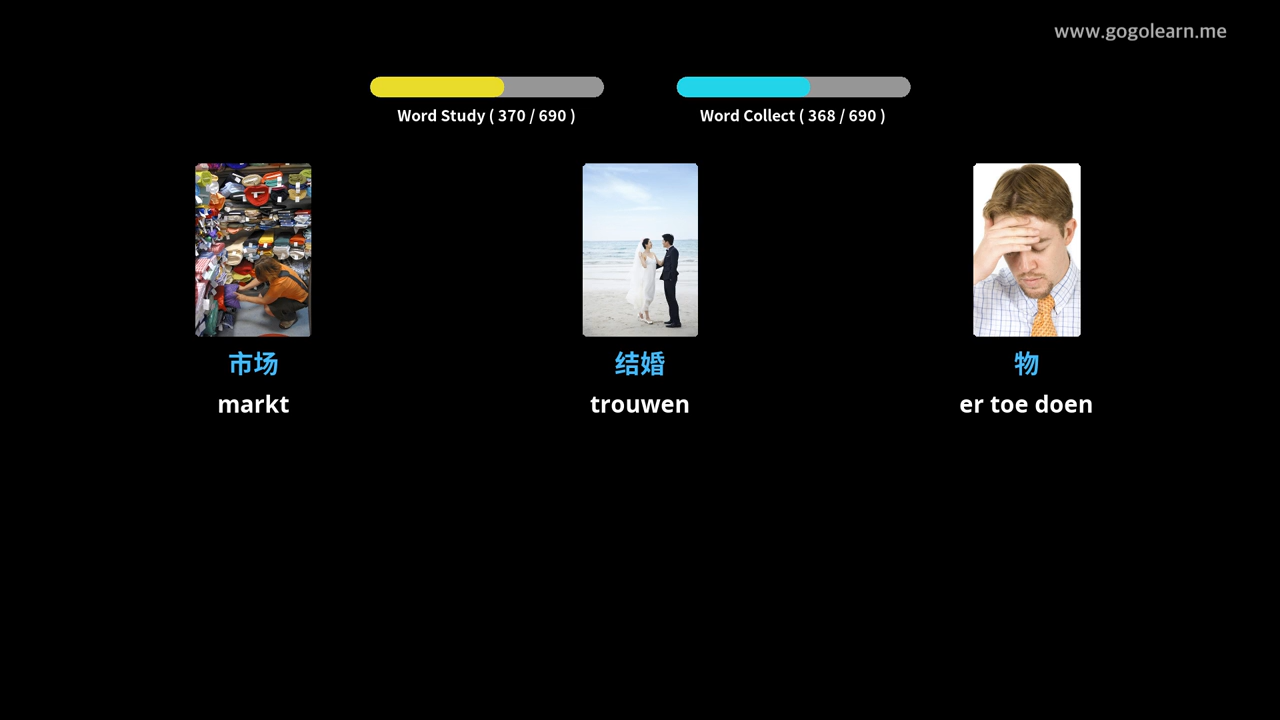 www.gogolearn.me
Word Study ( 370 / 690 )
Word Collect ( 368 / 690 )
市场
结婚
物
markt
trouwen
er toe doen